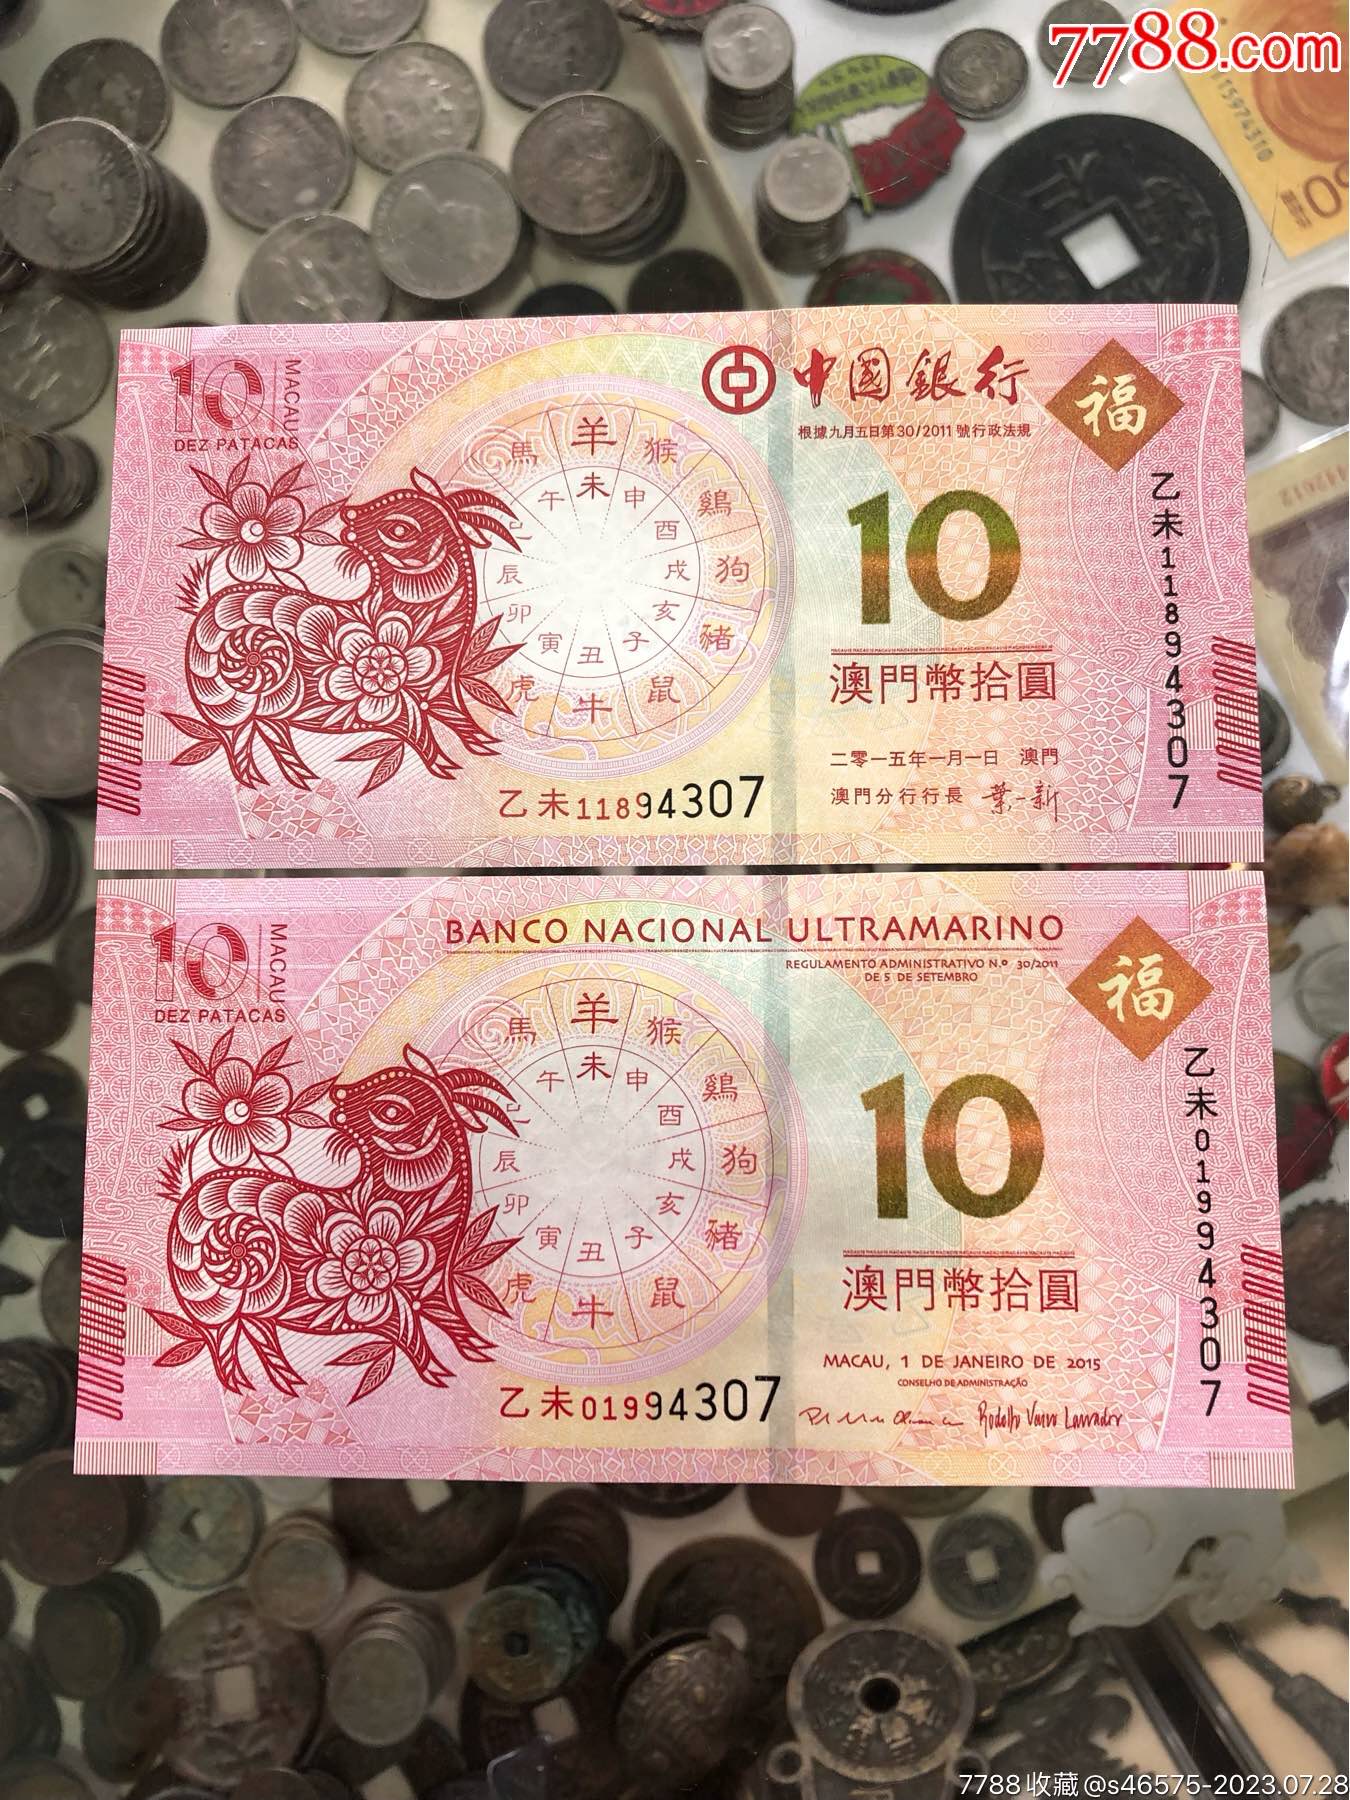 7788.com
15974310
10
MACAU
DEZ PATACAS
中國銀行
根據九月五日第30/2011號行政法規
福
羊 猴 鷄 狗 豬 鼠 牛 虎 馬
未 申 酉 戌 亥 子 丑 寅 卯 辰 巳 午
10
澳門幣拾圓
二零一五年一月一日 澳門
澳門分行行長 葉一新
乙未11894307
乙未11894307
10
MACAU
DEZ PATACAS
BANCO NACIONAL ULTRAMARINO
REGULAMENTO ADMINISTRATIVO N.º 30/2011
DE 5 DE SETEMBRO
福
羊 猴 鷄 狗 豬 鼠 牛 虎 馬
未 申 酉 戌 亥 子 丑 寅 卯 辰 巳 午
10
澳門幣拾圓
MACAU, 1 DE JANEIRO DE 2015
CONSELHO DE ADMINISTRAÇÃO
乙未01994307
乙未01994307
7788收藏@s46575-2023.07.28